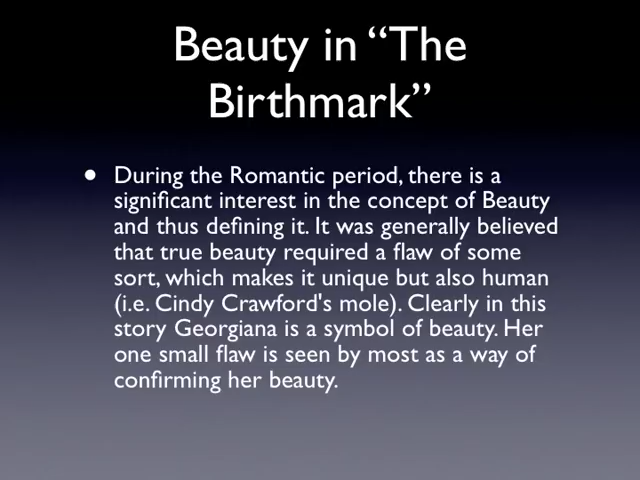 Beauty in “The
Birthmark”
• During the Romantic period, there is a
significant interest in the concept of Beauty
and thus defining it. It was generally believed
that true beauty required a flaw of some
sort, which makes it unique but also human
(i.e. Cindy Crawford's mole). Clearly in this
story Georgiana is a symbol of beauty. Her
one small flaw is seen by most as a way of
confirming her beauty.